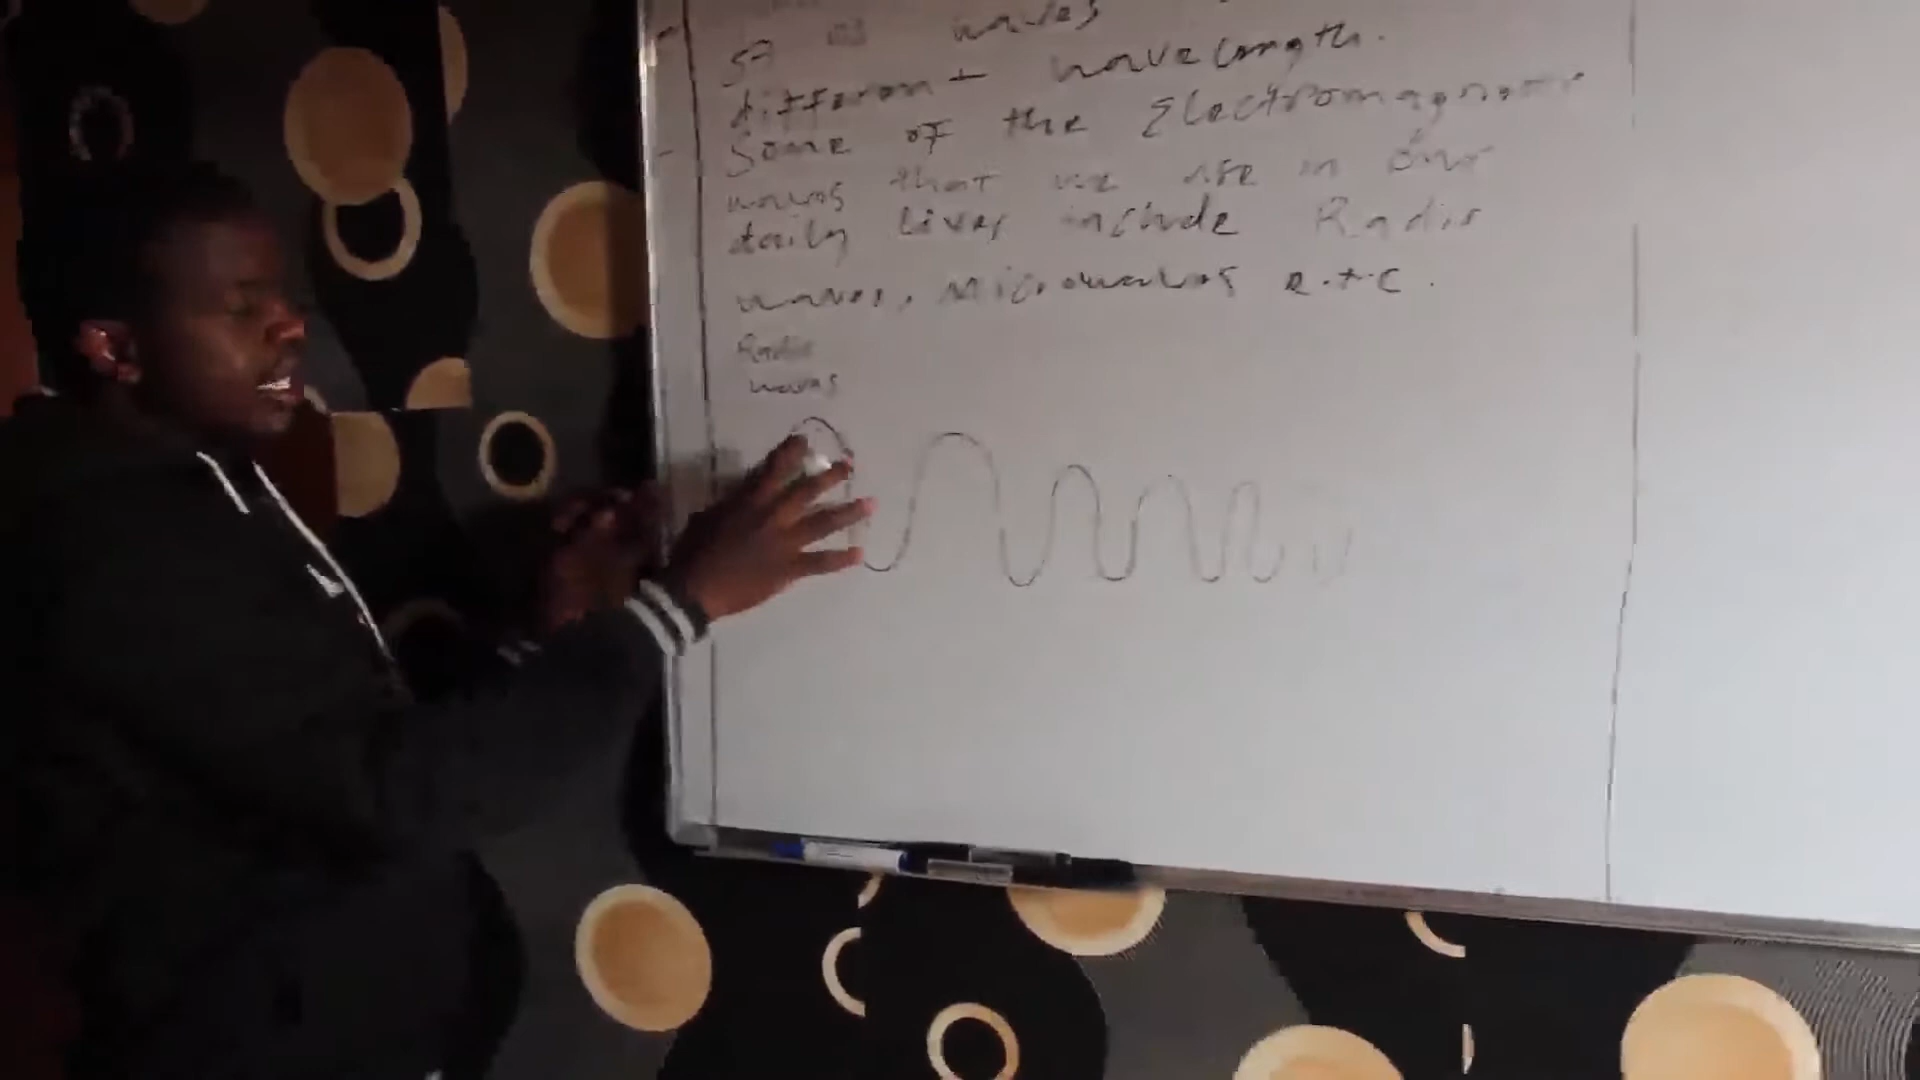 waves
different wavelength.
Some of the Electromagnetic
waves that we use in our
daily lives include Radio
waves, Microwaves e.t.c.
Radio
waves